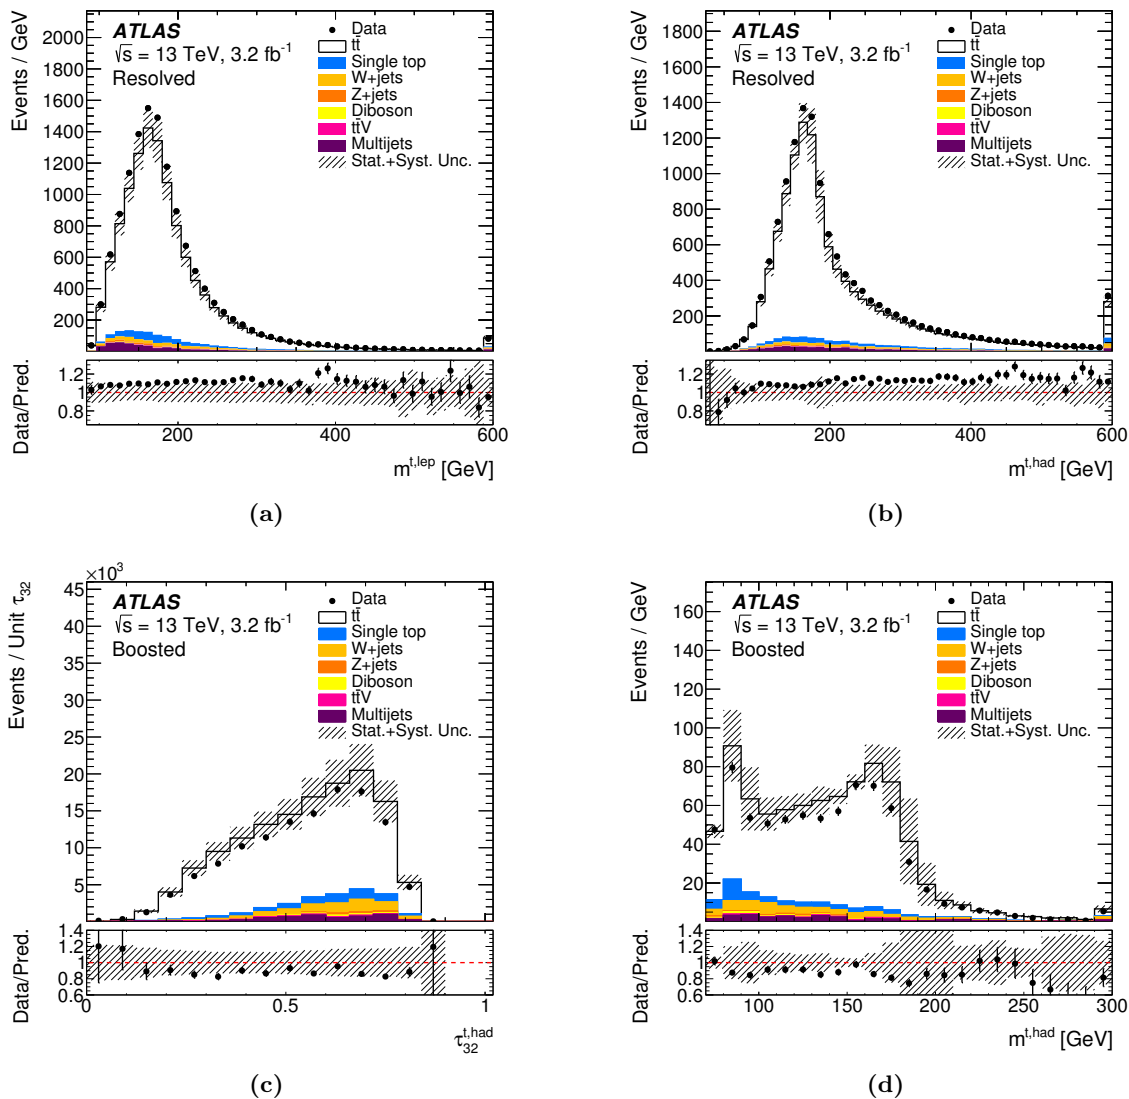 ATLAS
√s = 13 TeV, 3.2 fb-1
Resolved
Data
tt̄
Single top
W+jets
Z+jets
Diboson
tt̄V
Multijets
Stat.+Syst. Unc.
Events / GeV
2000
1800
1600
1400
1200
1000
800
600
400
200
Data/Pred.
1.2
1
0.8
200
400
600
m^t,lep [GeV]
(a)
ATLAS
√s = 13 TeV, 3.2 fb-1
Resolved
Data
tt̄
Single top
W+jets
Z+jets
Diboson
tt̄V
Multijets
Stat.+Syst. Unc.
Events / GeV
1800
1600
1400
1200
1000
800
600
400
200
Data/Pred.
1.2
1
0.8
200
400
600
m^t,had [GeV]
(b)
×10^3
ATLAS
√s = 13 TeV, 3.2 fb-1
Boosted
Data
tt̄
Single top
W+jets
Z+jets
Diboson
tt̄V
Multijets
Stat.+Syst. Unc.
Events / Unit τ32
45
40
35
30
25
20
15
10
5
Data/Pred.
1.4
1.2
1
0.8
0.6
0
0.5
1
τ32^t,had
(c)
ATLAS
√s = 13 TeV, 3.2 fb-1
Boosted
Data
tt̄
Single top
W+jets
Z+jets
Diboson
tt̄V
Multijets
Stat.+Syst. Unc.
Events / GeV
160
140
120
100
80
60
40
20
Data/Pred.
1.4
1.2
1
0.8
0.6
100
150
200
250
300
m^t,had [GeV]
(d)